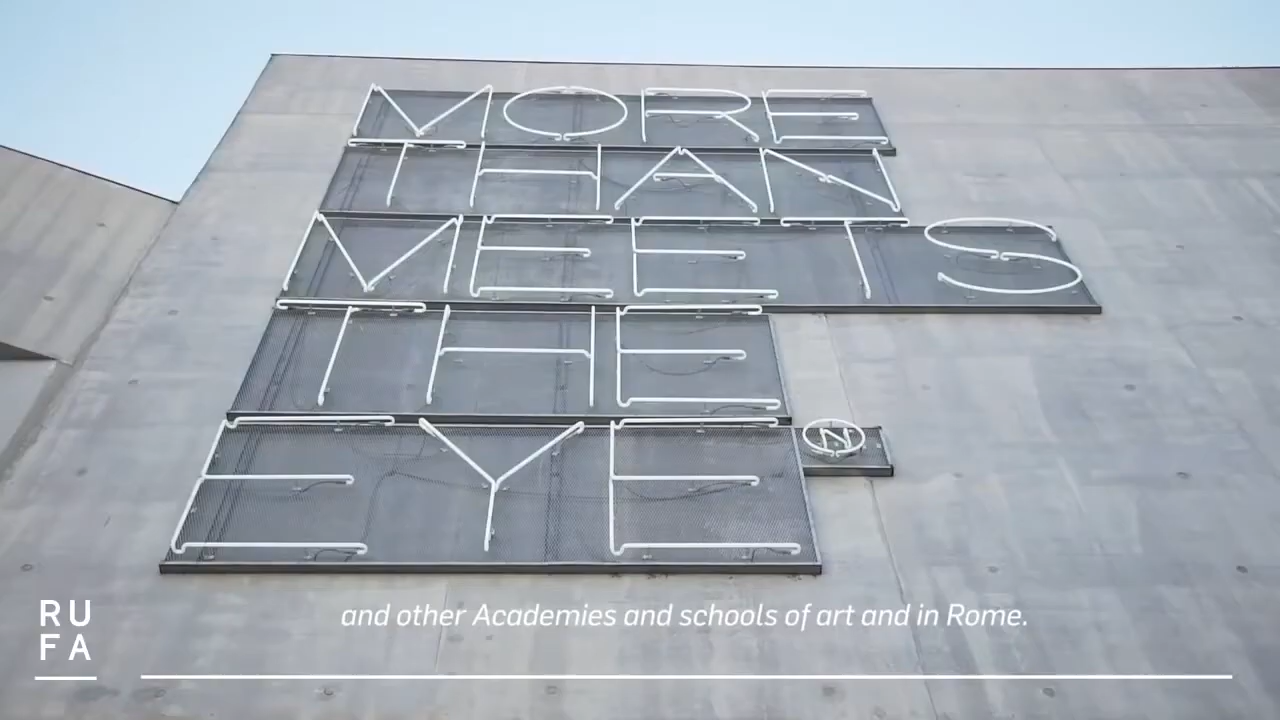 MORE
THAN
MEETS
THE
EYE
N
and other Academies and schools of art and in Rome.
RU
FA